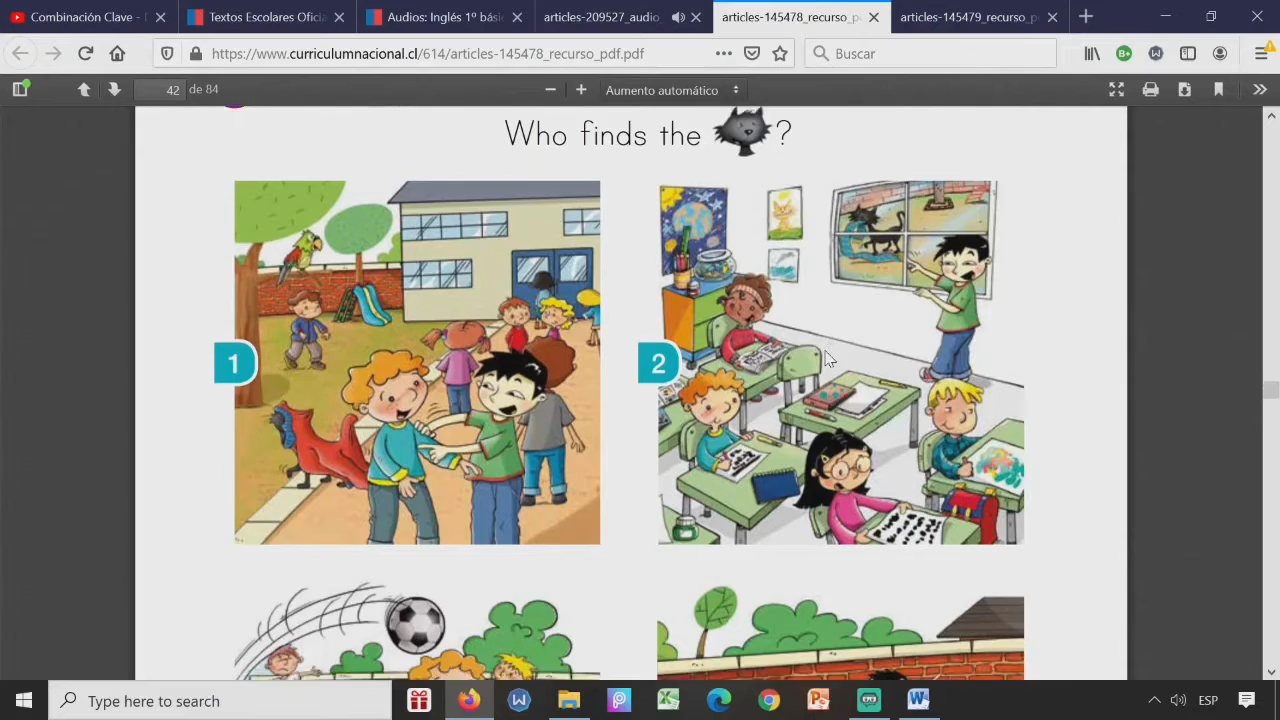 Combinación Clave -
Textos Escolares Oficia
Audios: Inglés 1º bási
articles-209527_audio
articles-145478_recurso_p
articles-145479_recurso_p
https://www.curriculumnacional.cl/614/articles-145478_recurso_pdf.pdf
Buscar
42 de 84
Aumento automático
Who finds the ?
1
2
Type here to search
ESP